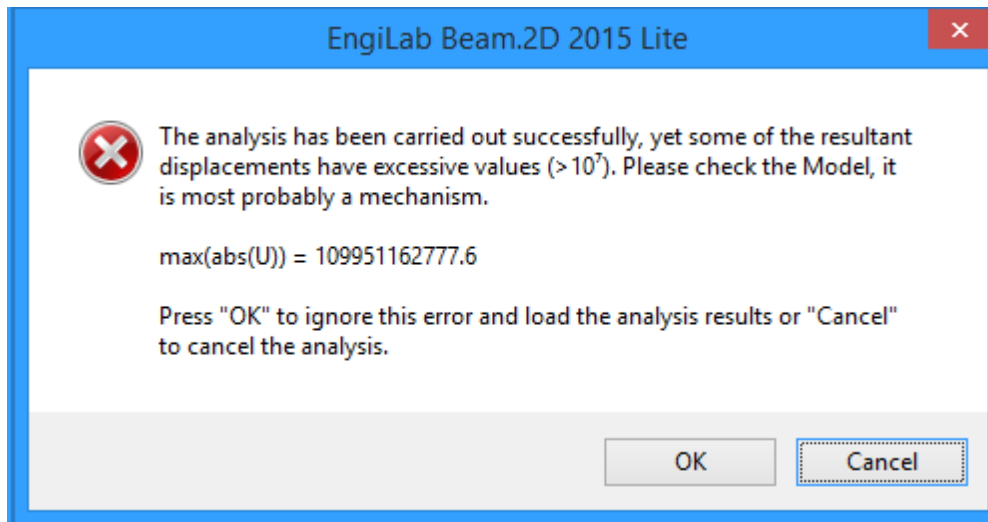 EngiLab Beam.2D 2015 Lite
The analysis has been carried out successfully, yet some of the resultant
displacements have excessive values (>10⁷). Please check the Model, it
is most probably a mechanism.
max(abs(U)) = 109951162777.6
Press "OK" to ignore this error and load the analysis results or "Cancel"
to cancel the analysis.
OK
Cancel